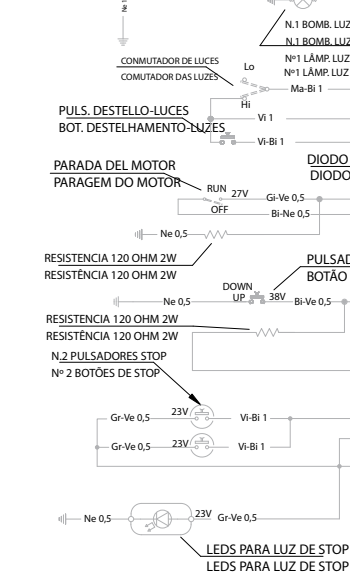 Ne 1
N.1 BOMB. LUZ
N.1 BOMB. LUZ
Nº1 LÂMP. LUZ
Nº1 LÂMP. LUZ
CONMUTADOR DE LUCES
COMUTADOR DAS LUZES
Lo
Ma-Bi 1
Hi
PULS. DESTELLO-LUCES
BOT. DESTELHAMENTO-LUZES
Vi 1
Vi-Bi 1
DIODO
DIODO
PARADA DEL MOTOR
PARAGEM DO MOTOR
RUN
27V
Gi-Ve 0,5
OFF
Bi-Ne 0,5
Ne 0,5
RESISTENCIA 120 OHM 2W
RESISTÊNCIA 120 OHM 2W
PULSAD
BOTÃO
DOWN
UP
38V
Ne 0,5
Bi-Ve 0,5
RESISTENCIA 120 OHM 2W
RESISTÊNCIA 120 OHM 2W
N.2 PULSADORES STOP
Nº 2 BOTÕES DE STOP
Gr-Ve 0,5
23V
Vi-Bi 1
Gr-Ve 0,5
23V
Vi-Bi 1
Ne 0,5
23V
Gr-Ve 0,5
LEDS PARA LUZ DE STOP
LEDS PARA LUZ DE STOP